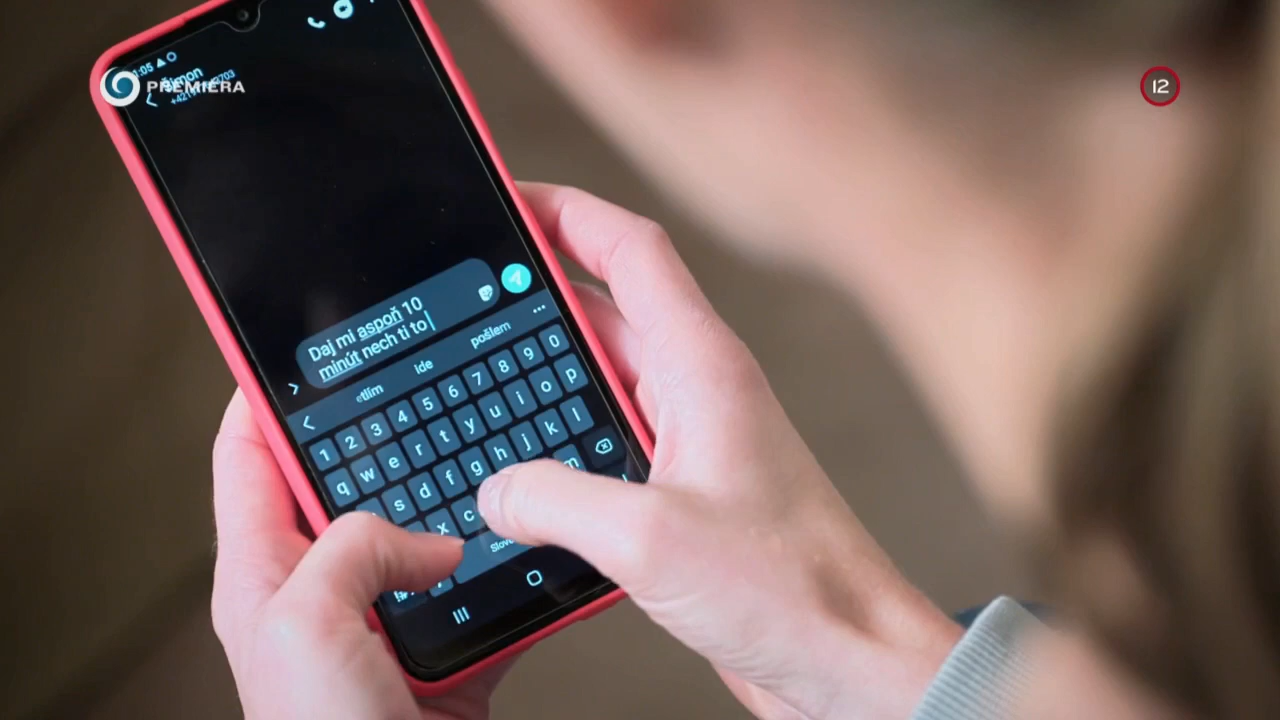 PREMIERA
12
Šimon
Daj mi aspoň 10
minút nech ti to
ide
pošlem
1 2 3 4 5 6 7 8 9 0
q w e r t y u i o p
s d f g h j k l
x c m